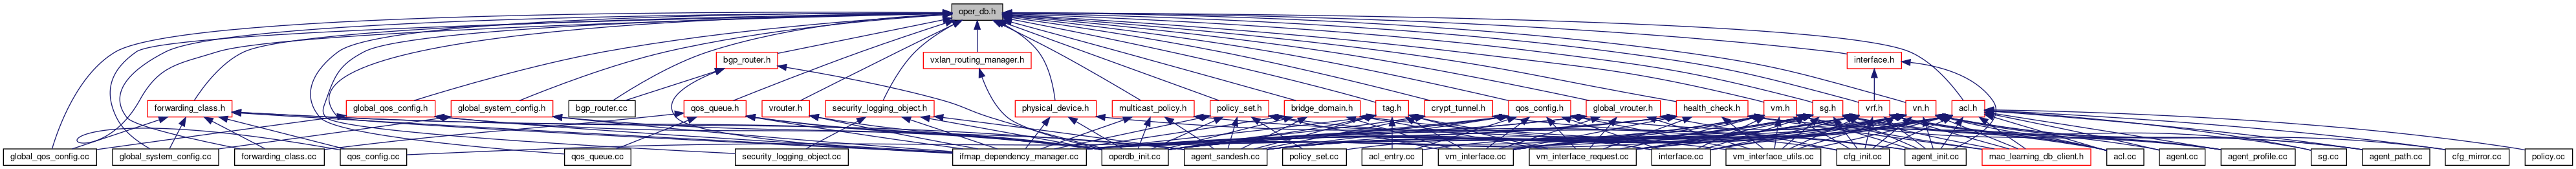 oper_db.h
bgp_router.h
vxlan_routing_manager.h
interface.h
forwarding_class.h
global_qos_config.h
global_system_config.h
bgp_router.cc
qos_queue.h
vrouter.h
security_logging_object.h
physical_device.h
multicast_policy.h
policy_set.h
bridge_domain.h
tag.h
crypt_tunnel.h
qos_config.h
global_vrouter.h
health_check.h
vm.h
sg.h
vrf.h
vn.h
acl.h
global_qos_config.cc
global_system_config.cc
forwarding_class.cc
qos_config.cc
qos_queue.cc
security_logging_object.cc
ifmap_dependency_manager.cc
operdb_init.cc
agent_sandesh.cc
policy_set.cc
acl_entry.cc
vm_interface.cc
vm_interface_request.cc
interface.cc
vm_interface_utils.cc
cfg_init.cc
agent_init.cc
mac_learning_db_client.h
acl.cc
agent.cc
agent_profile.cc
sg.cc
agent_path.cc
cfg_mirror.cc
policy.cc